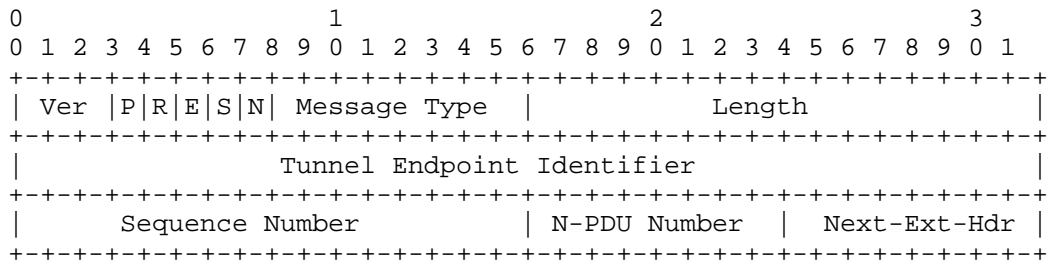 0                   1                   2                   3
0 1 2 3 4 5 6 7 8 9 0 1 2 3 4 5 6 7 8 9 0 1 2 3 4 5 6 7 8 9 0 1
+-+-+-+-+-+-+-+-+-+-+-+-+-+-+-+-+-+-+-+-+-+-+-+-+-+-+-+-+-+-+-+-+
| Ver |P|R|E|S|N| Message Type  |           Length              |
+-+-+-+-+-+-+-+-+-+-+-+-+-+-+-+-+-+-+-+-+-+-+-+-+-+-+-+-+-+-+-+-+
|                Tunnel Endpoint Identifier                     |
+-+-+-+-+-+-+-+-+-+-+-+-+-+-+-+-+-+-+-+-+-+-+-+-+-+-+-+-+-+-+-+-+
|      Sequence Number          | N-PDU Number  |  Next-Ext-Hdr |
+-+-+-+-+-+-+-+-+-+-+-+-+-+-+-+-+-+-+-+-+-+-+-+-+-+-+-+-+-+-+-+-+